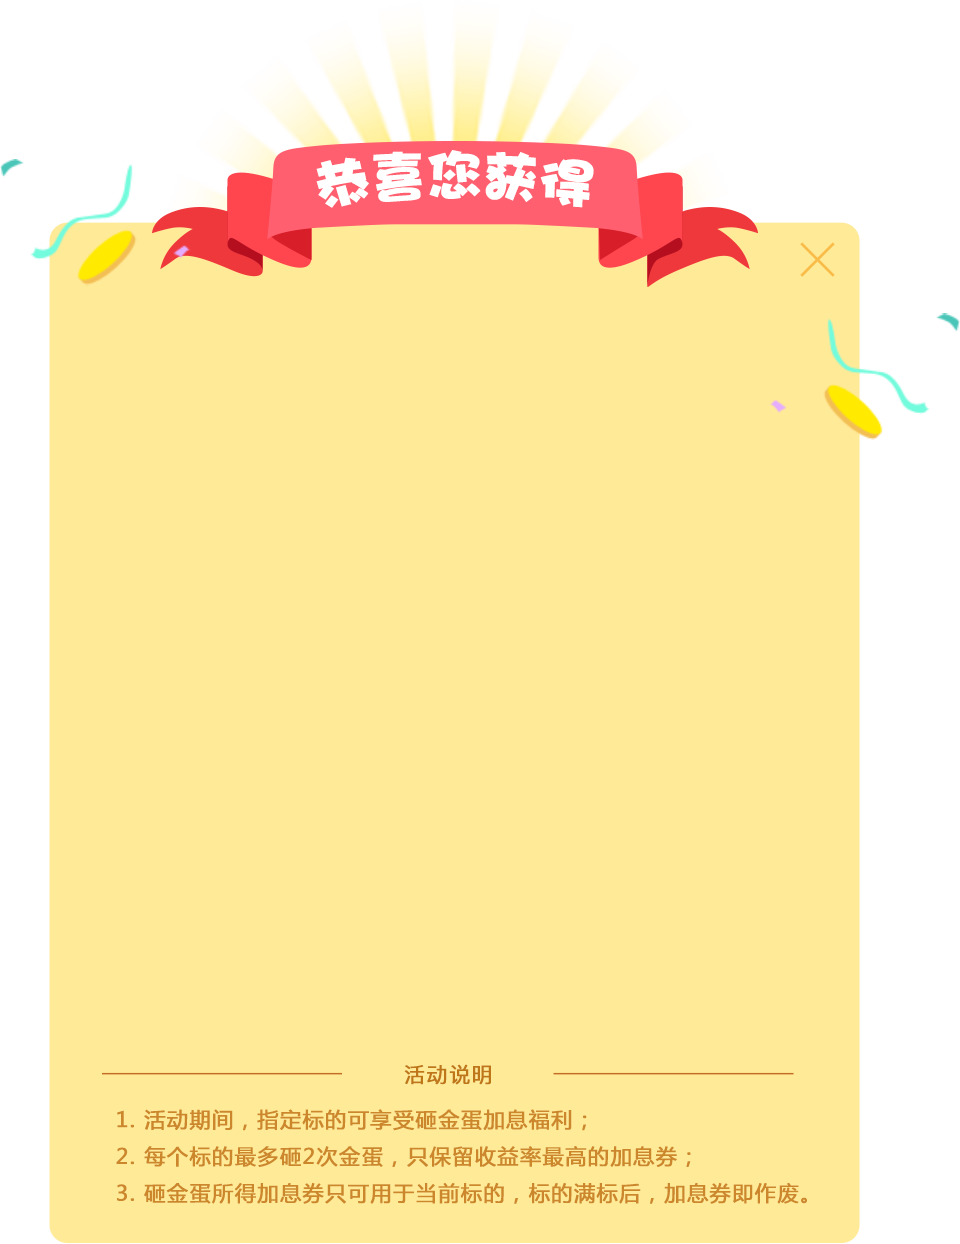 恭喜您获得
活动说明
1. 活动期间，指定标的可享受砸金蛋加息福利；
2. 每个标的最多砸2次金蛋，只保留收益率最高的加息券；
3. 砸金蛋所得加息券只可用于当前标的，标的满标后，加息券即作废。